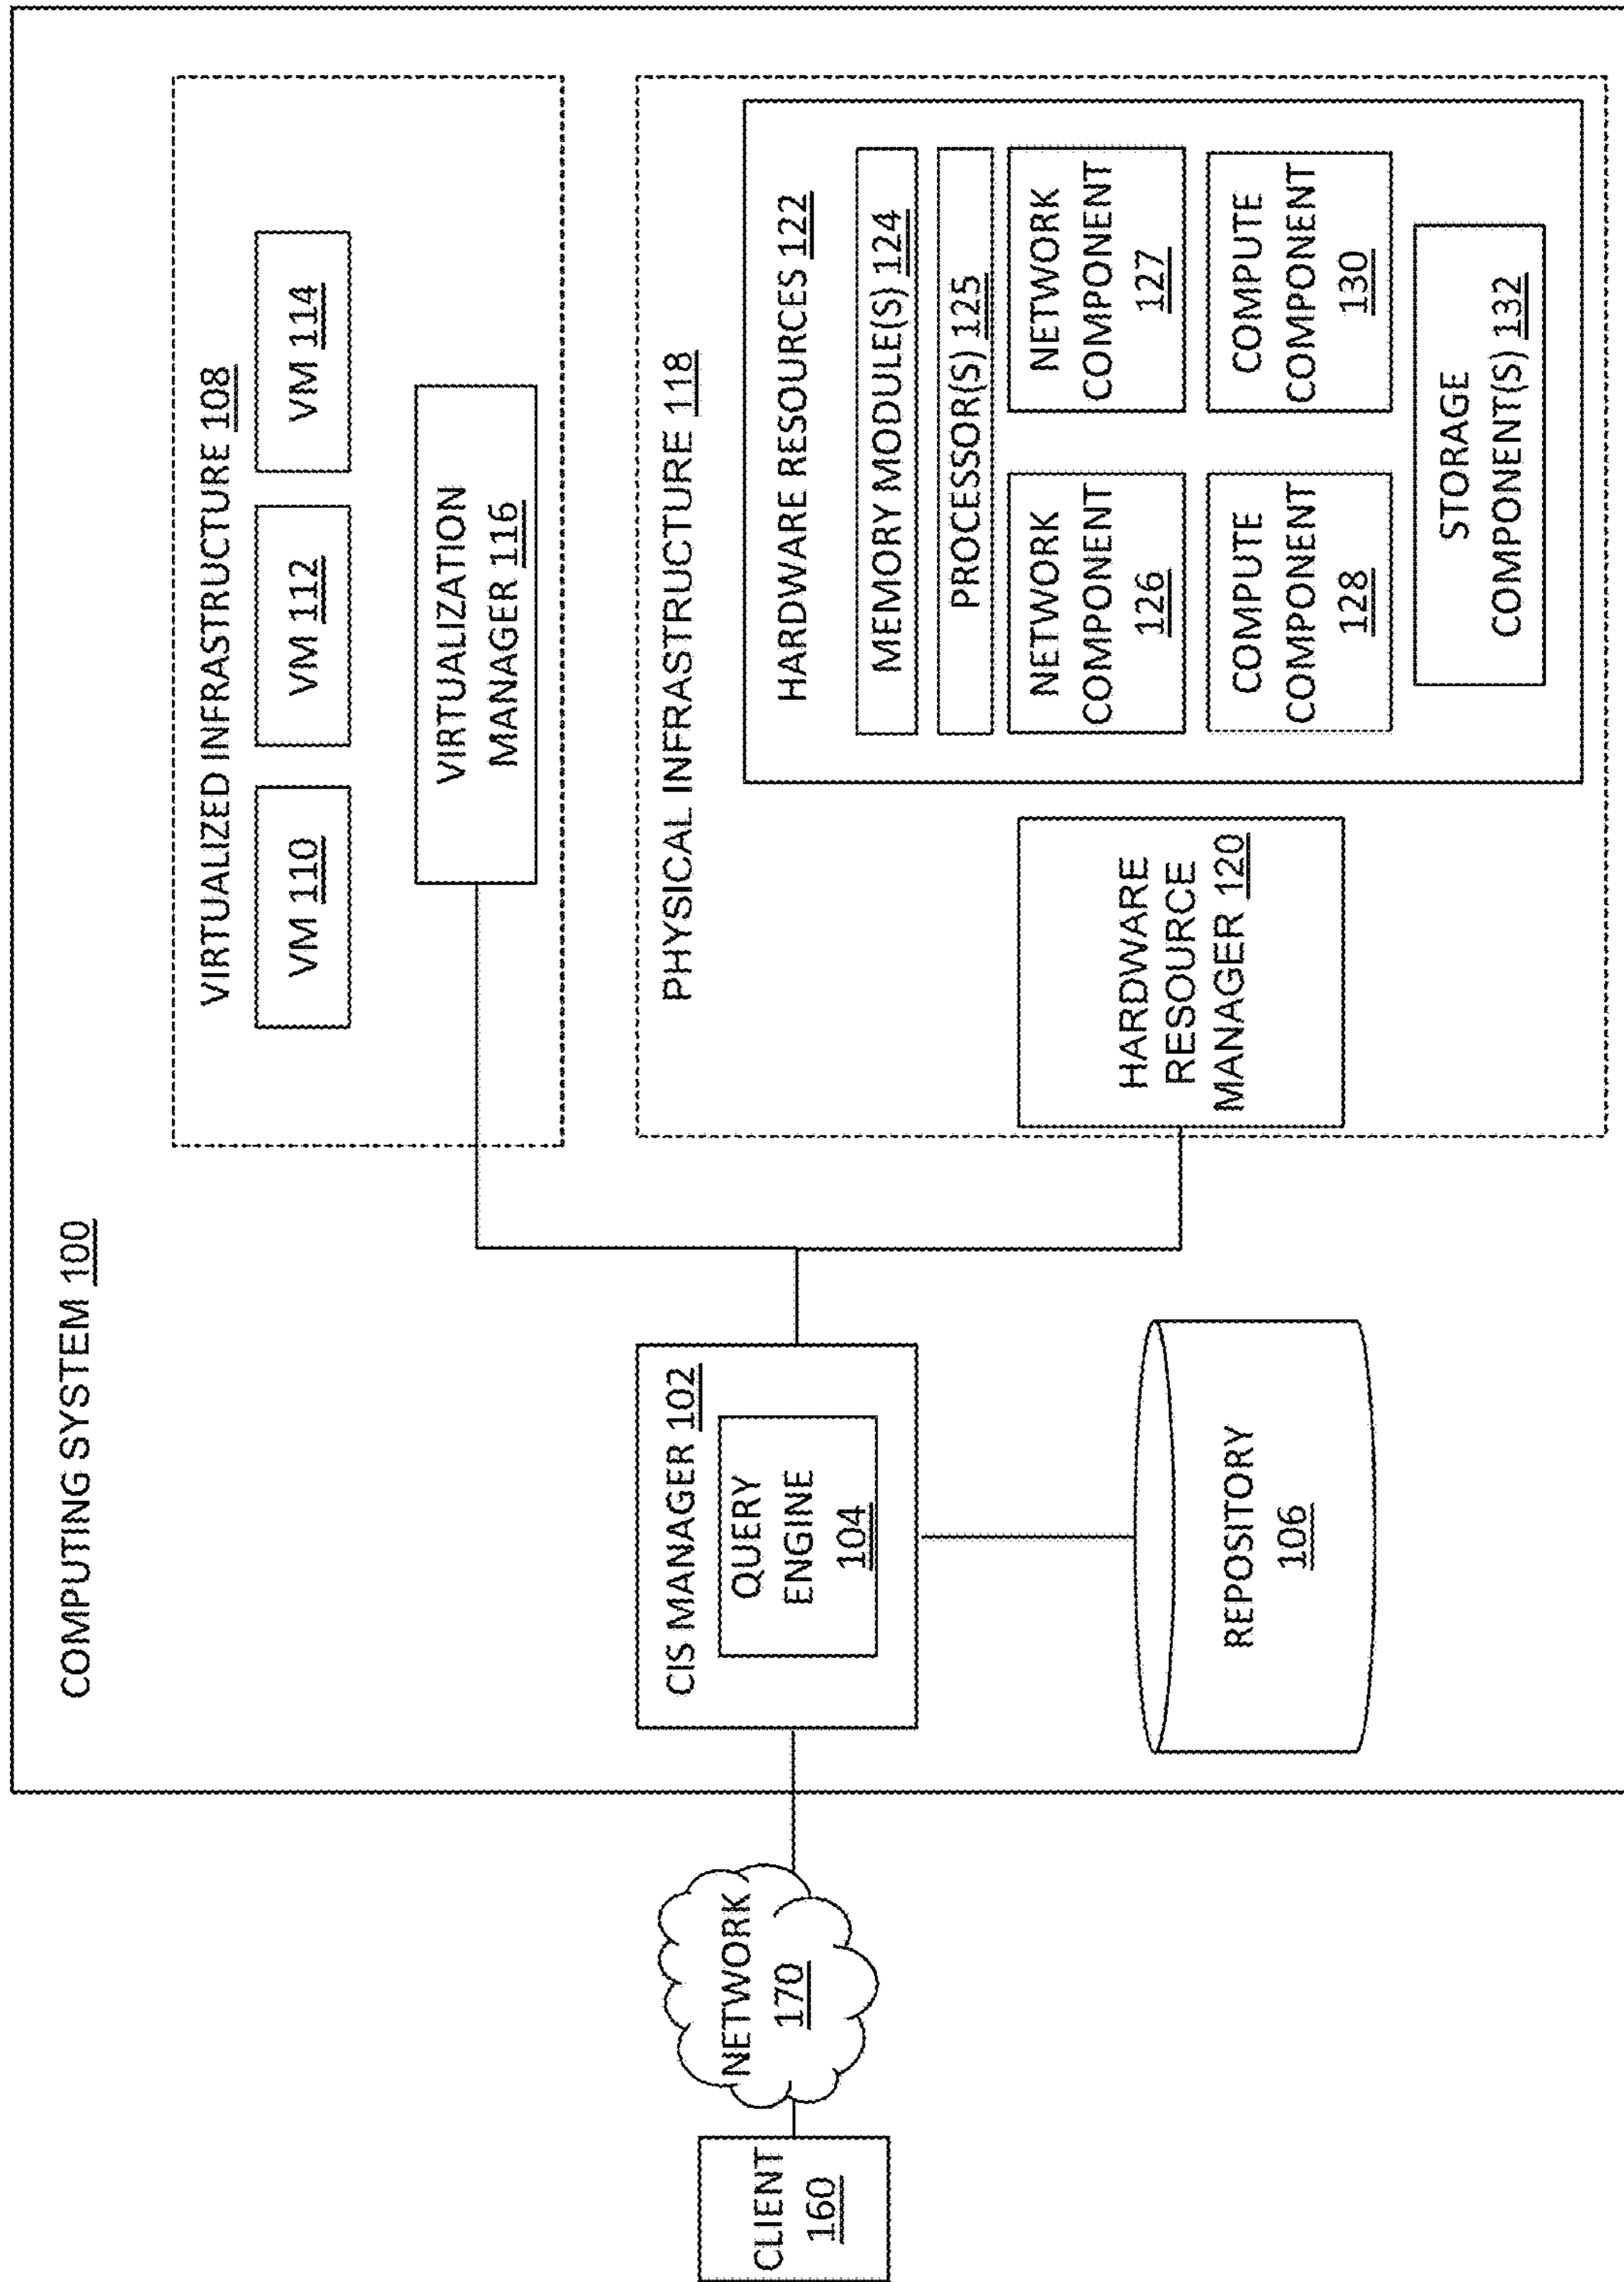 COMPUTING SYSTEM 100
CLIENT
160
NETWORK
170
CIS MANAGER 102
QUERY
ENGINE
104
REPOSITORY
106
VIRTUALIZED INFRASTRUCTURE 108
VM 110
VM 112
VM 114
VIRTUALIZATION
MANAGER 116
PHYSICAL INFRASTRUCTURE 118
HARDWARE
RESOURCE
MANAGER 120
HARDWARE RESOURCES 122
MEMORY MODULE(S) 124
PROCESSOR(S) 125
NETWORK
COMPONENT
126
NETWORK
COMPONENT
127
COMPUTE
COMPONENT
128
COMPUTE
COMPONENT
130
STORAGE
COMPONENT(S) 132